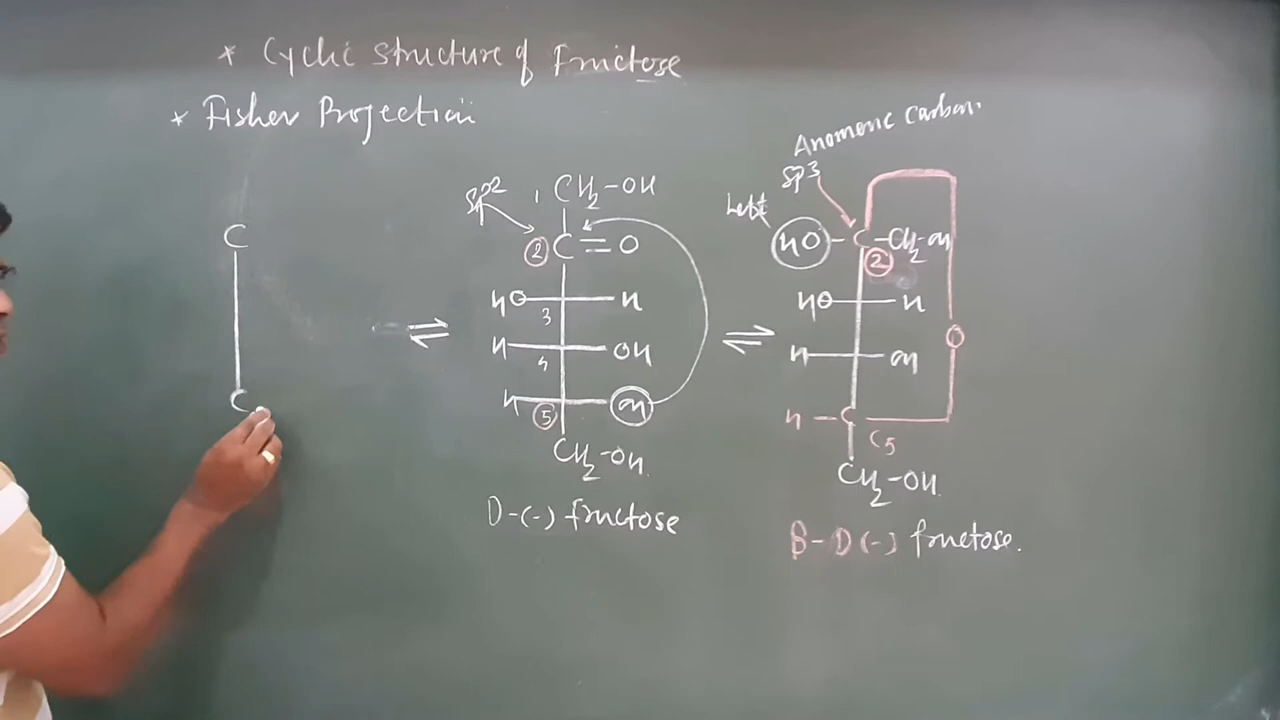 * Cyclic structure of Fructose
* Fisher Projection
Anomeric carbon.
C
C
⇌
sp2
1 CH2-OH
2 C=O
HO H
3
H OH
4
H OH
5
CH2-OH.
D-(-) fructose
⇌
sp3
Left
HO-C-CH2-OH
2
HO H
O
H OH
H-C
C5
CH2-OH.
B-D(-) fructose.